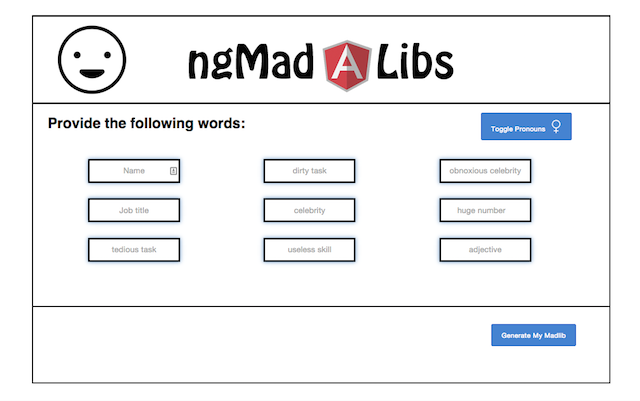 ngMad A Libs
Provide the following words:
Toggle Pronouns
Name
dirty task
obnoxious celebrity
Job title
celebrity
huge number
tedious task
useless skill
adjective
Generate My Madlib